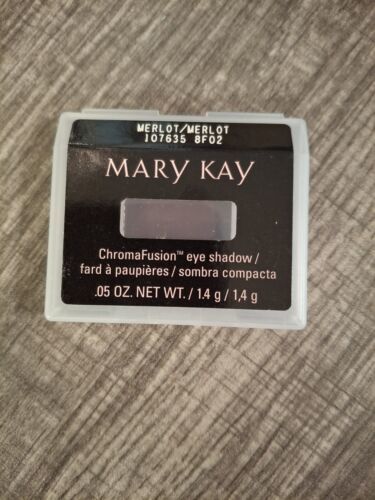 MERLOT/MERLOT
107635 8F02
MARY KAY
ChromaFusion™ eye shadow /
fard à paupières / sombra compacta
.05 OZ. NET WT. / 1.4 g / 1,4 g